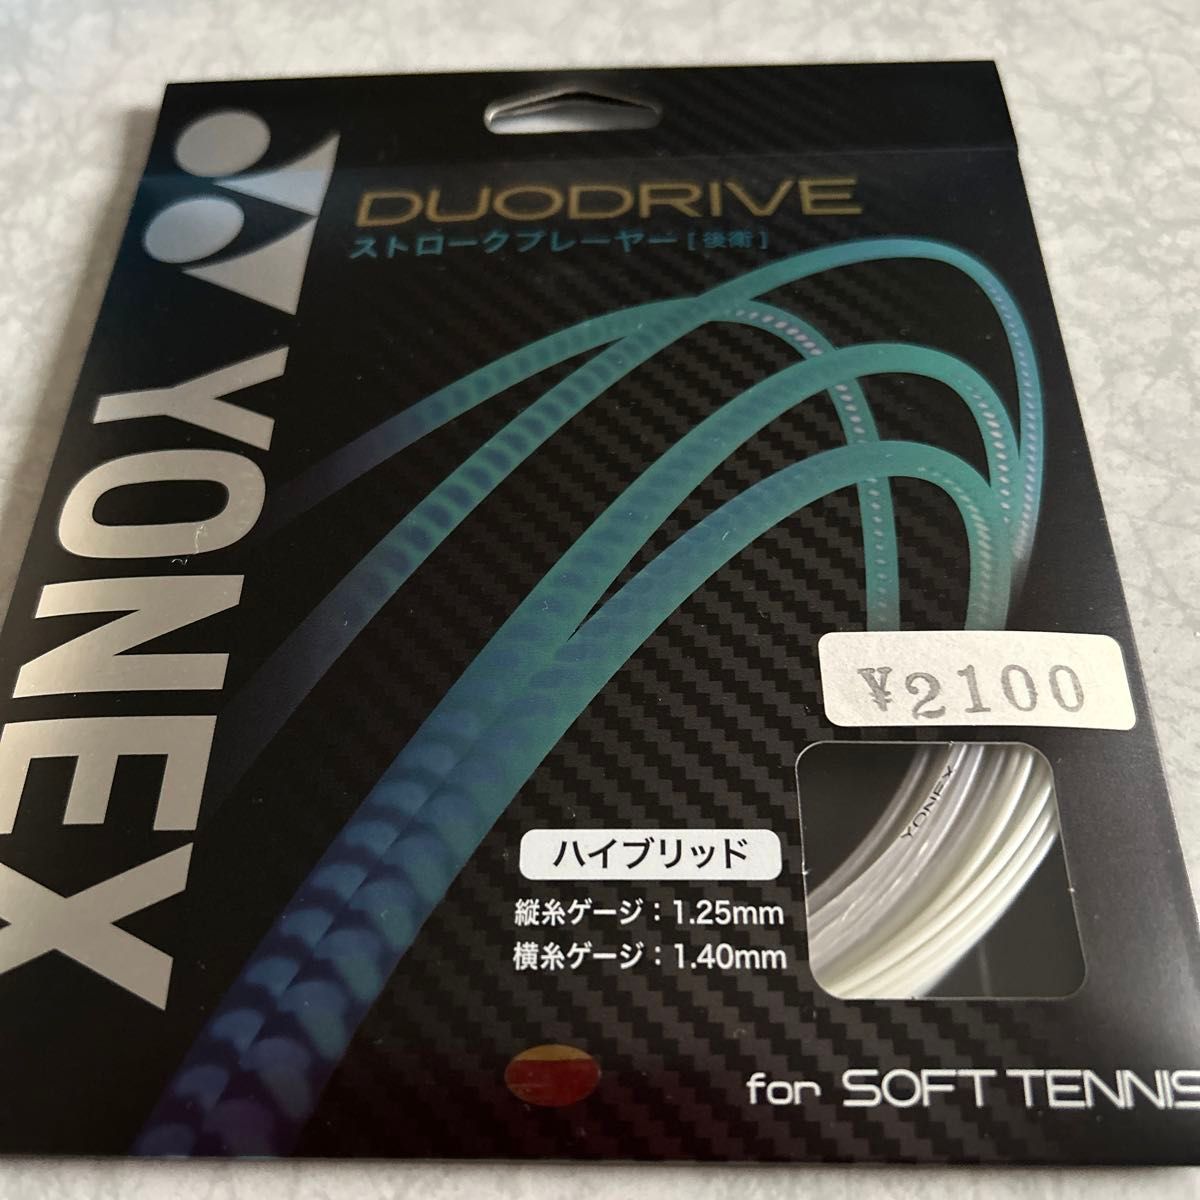 DUODRIVE
ストロークプレーヤー[後衛]
YONEX
¥2100
YONEX
ハイブリッド
縦糸ゲージ：1.25mm
横糸ゲージ：1.40mm
for SOFT TENNIS